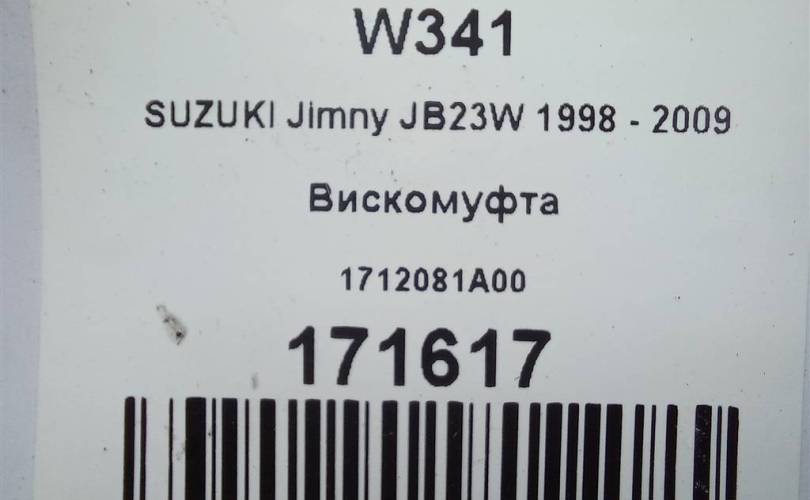 W341
SUZUKI Jimny JB23W 1998 - 2009
Вискомуфта
1712081A00
171617